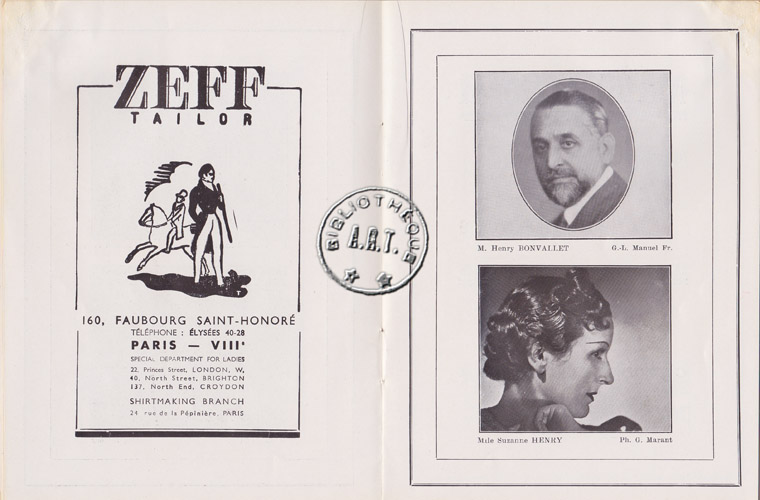 ZEFF
TAILOR
160, FAUBOURG SAINT-HONORÉ
TÉLÉPHONE : ÉLYSÉES 40-28
PARIS — VIIIᵉ
SPECIAL DEPARTMENT FOR LADIES
22, Princes Street, LONDON, W,
40, North Street, BRIGHTON
137, North End, CROYDON
SHIRTMAKING BRANCH
24 rue de la Pépinière, PARIS
BIBLIOTHÈQUE
A.R.T.
M. Henry BONVALLET G.-L. Manuel Fr.
Mlle Suzanne HENRY Ph. G. Marant